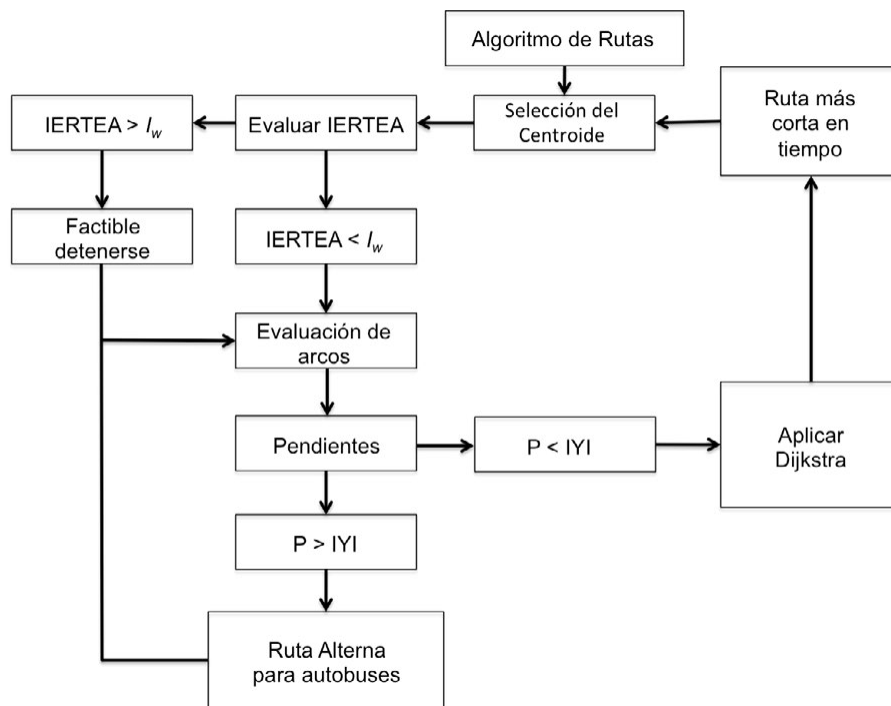 Algoritmo de Rutas
IERTEA > Iw
Evaluar IERTEA
Selección del
Centroide
Ruta más
corta en
tiempo
Factible
detenerse
IERTEA < Iw
Evaluación de
arcos
Pendientes
P < IYI
Aplicar
Dijkstra
P > IYI
Ruta Alterna
para autobuses